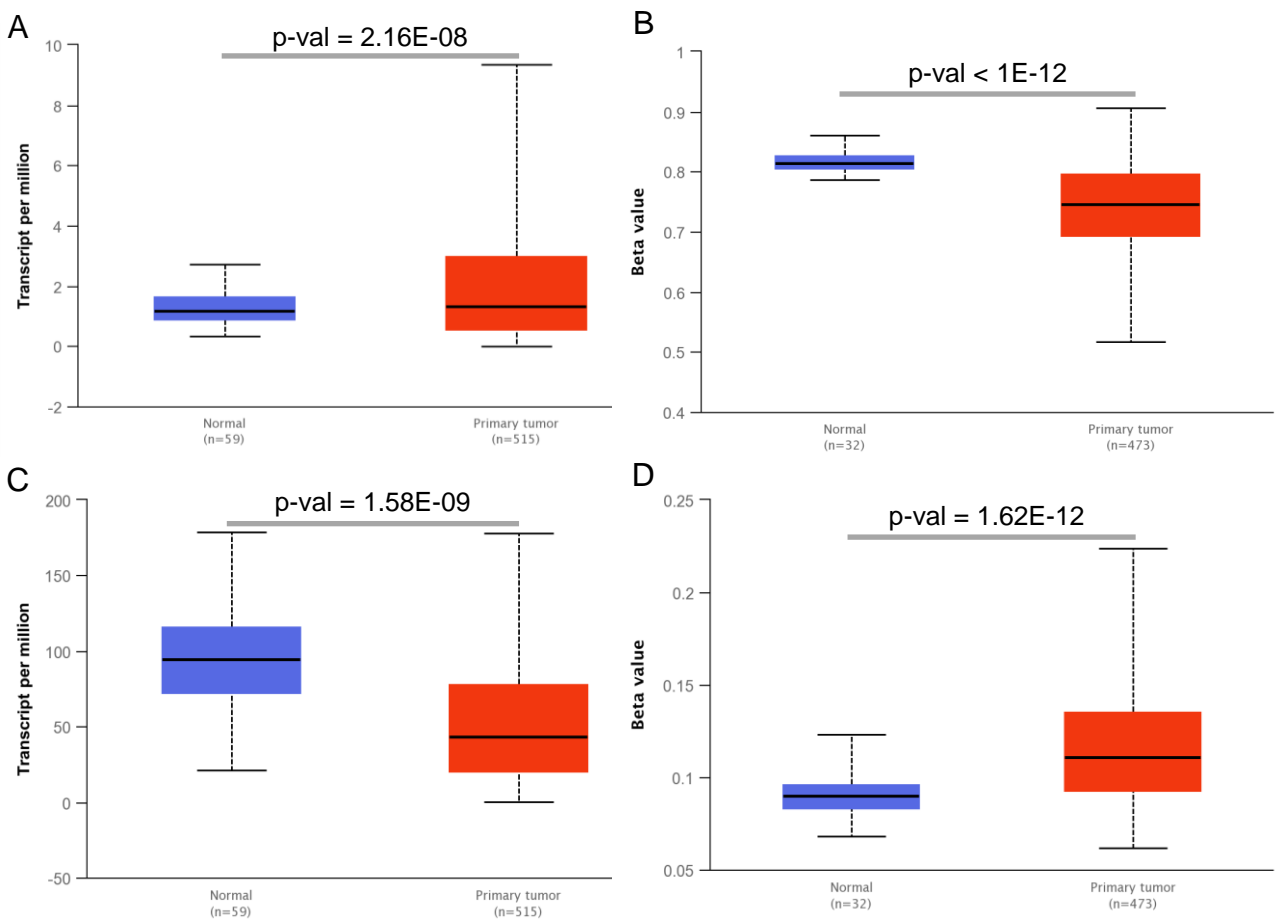 A
p-val = 2.16E-08
10
8
6
4
2
0
-2
Transcript per million
Normal
(n=59)
Primary tumor
(n=515)
B
p-val < 1E-12
1
0.9
0.8
0.7
0.6
0.5
0.4
Beta value
Normal
(n=32)
Primary tumor
(n=473)
C
p-val = 1.58E-09
200
150
100
50
0
-50
Transcript per million
Normal
(n=59)
Primary tumor
(n=515)
D
p-val = 1.62E-12
0.25
0.2
0.15
0.1
0.05
Beta value
Normal
(n=32)
Primary tumor
(n=473)